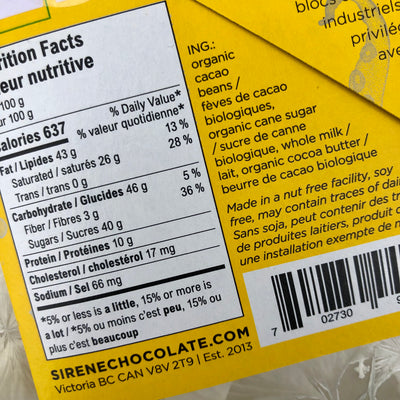 rition Facts
eur nutritive
100 g
ur 100 g
% Daily Value*
% valeur quotidienne*
alories 637
Fat / Lipides 43 g 13 %
Saturated / saturés 26 g 28 %
Trans / trans 0 g
Carbohydrate / Glucides 46 g 5 %
Fiber / Fibres 3 g 36 %
Sugars / Sucres 40 g
Protein / Protéines 10 g
Cholesterol / cholestérol 17 mg
Sodium / Sel 66 mg
*5% or less is a little, 15% or more is
a lot / *5% ou moins c'est peu, 15% ou
plus c'est beaucoup
SIRENECHOCOLATE.COM
Victoria BC CAN V8V 2T9 | Est. 2013
ING.:
organic
cacao
beans /
fèves de cacao
biologiques,
organic cane sugar
/ sucre de canne
biologique, whole milk /
lait, organic cocoa butter /
beurre de cacao biologique
Made in a nut free facility, soy
free, may contain traces of dai
Sans soja, peut contenir des tr
de produites laitiers, produit d
une installation exempte de n
7 02730 9
blocs
industriels
privilég
ave